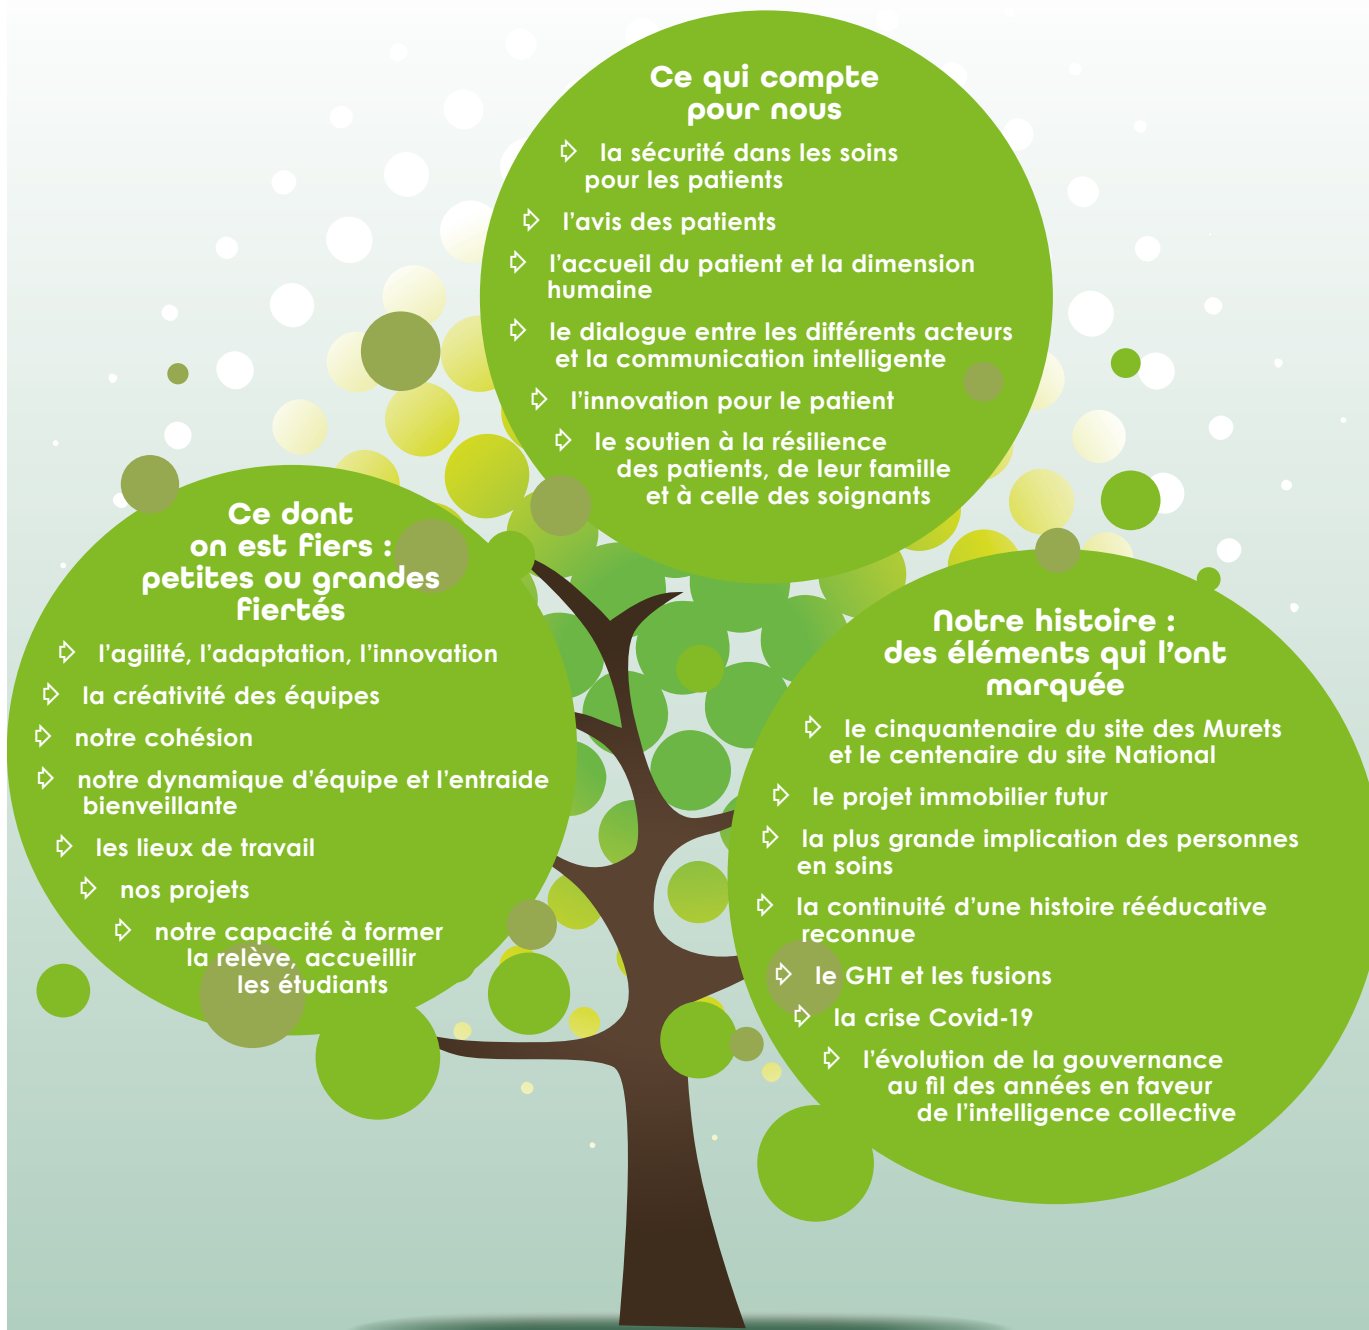 Ce qui compte
pour nous
la sécurité dans les soins
pour les patients
l'avis des patients
l'accueil du patient et la dimension
humaine
le dialogue entre les différents acteurs
et la communication intelligente
l'innovation pour le patient
le soutien à la résilience
des patients, de leur famille
et à celle des soignants
Ce dont
on est fiers :
petites ou grandes
fiertés
l'agilité, l'adaptation, l'innovation
la créativité des équipes
notre cohésion
notre dynamique d'équipe et l'entraide
bienveillante
les lieux de travail
nos projets
notre capacité à former
la relève, accueillir
les étudiants
Notre histoire :
des éléments qui l'ont
marquée
le cinquantenaire du site des Murets
et le centenaire du site National
le projet immobilier futur
la plus grande implication des personnes
en soins
la continuité d'une histoire rééducative
reconnue
le GHT et les fusions
la crise Covid-19
l'évolution de la gouvernance
au fil des années en faveur
de l'intelligence collective